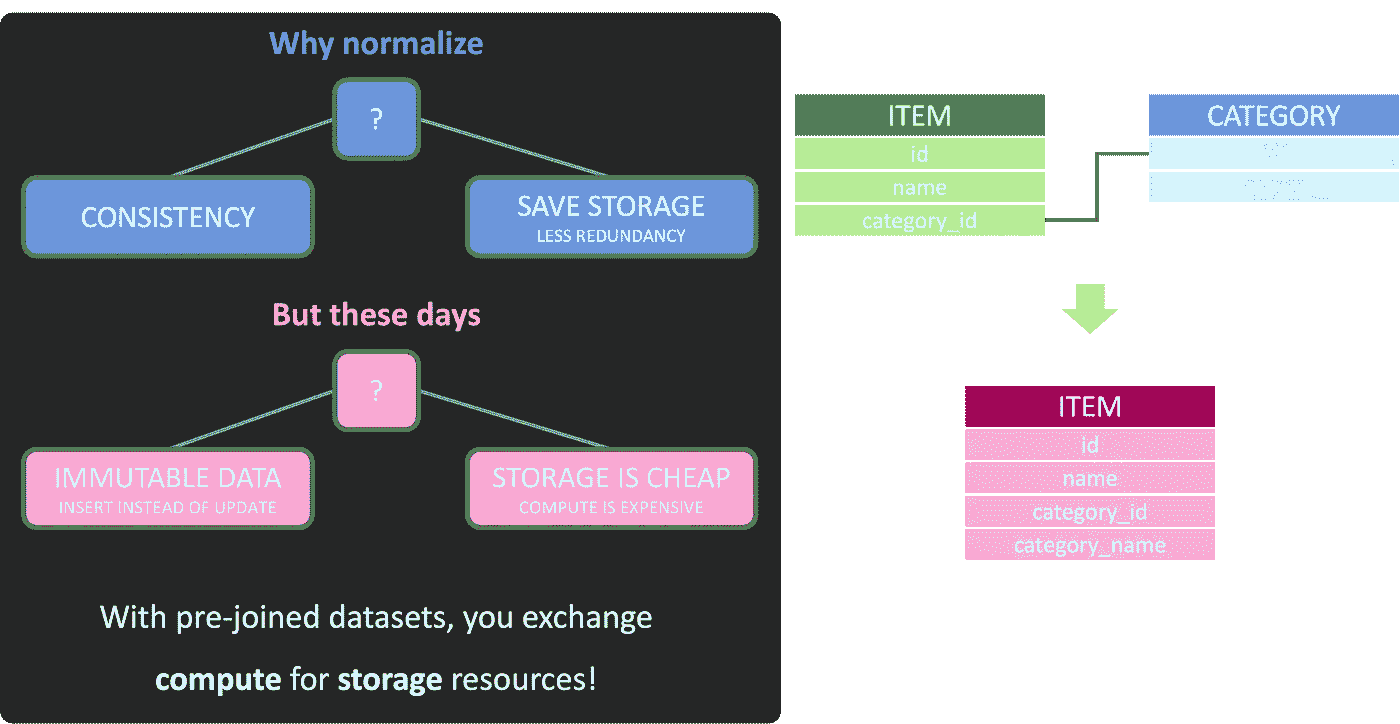 Why normalize
?
CONSISTENCY
SAVE STORAGE
LESS REDUNDANCY
But these days
?
IMMUTABLE DATA
INSERT INSTEAD OF UPDATE
STORAGE IS CHEAP
COMPUTE IS EXPENSIVE
With pre-joined datasets, you exchange
compute for storage resources!
ITEM
id
name
category_id
CATEGORY
ITEM
id
name
category_id
category_name